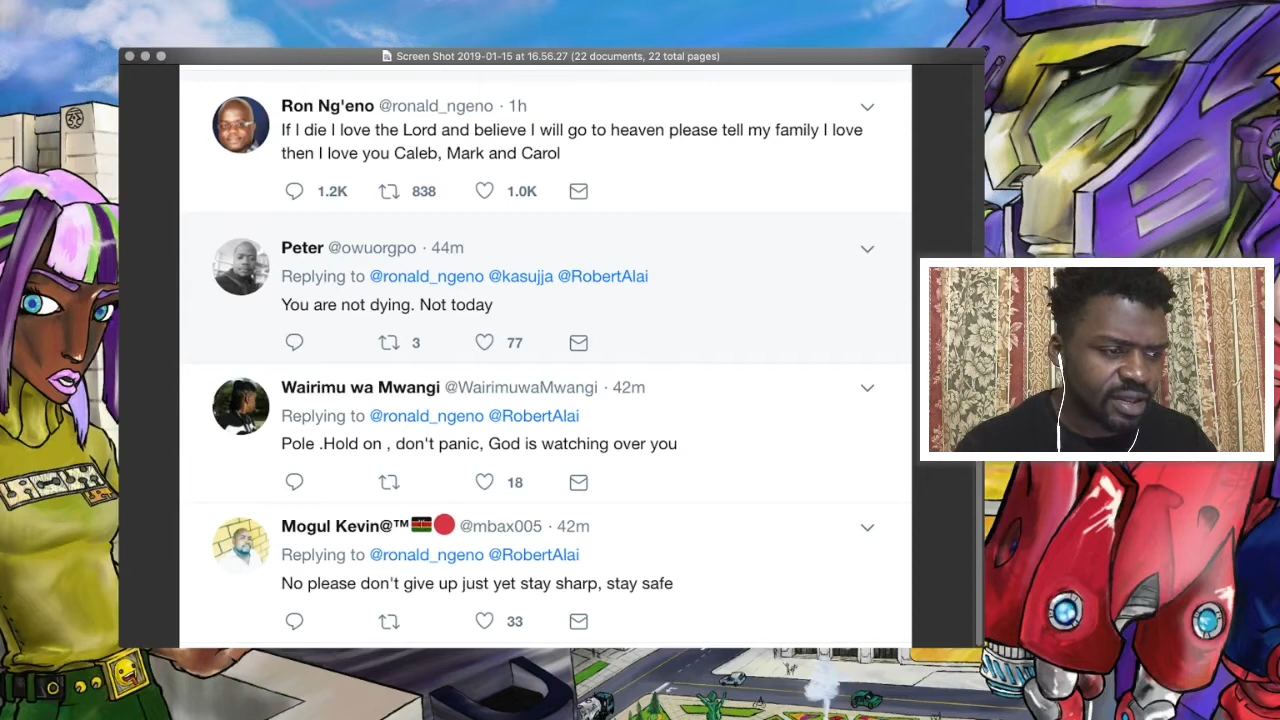 Screen Shot 2019-01-15 at 16.56.27 (22 documents, 22 total pages)
Ron Ng'eno @ronald_ngeno · 1h
If I die I love the Lord and believe I will go to heaven please tell my family I love
then I love you Caleb, Mark and Carol
1.2K 838 1.0K
Peter @owuorgpo · 44m
Replying to @ronald_ngeno @kasujja @RobertAlai
You are not dying. Not today
3 77
Wairimu wa Mwangi @WairimuwaMwangi · 42m
Replying to @ronald_ngeno @RobertAlai
Pole .Hold on , don't panic, God is watching over you
18
Mogul Kevin@™🇰🇪🔴 @mbax005 · 42m
Replying to @ronald_ngeno @RobertAlai
No please don't give up just yet stay sharp, stay safe
33